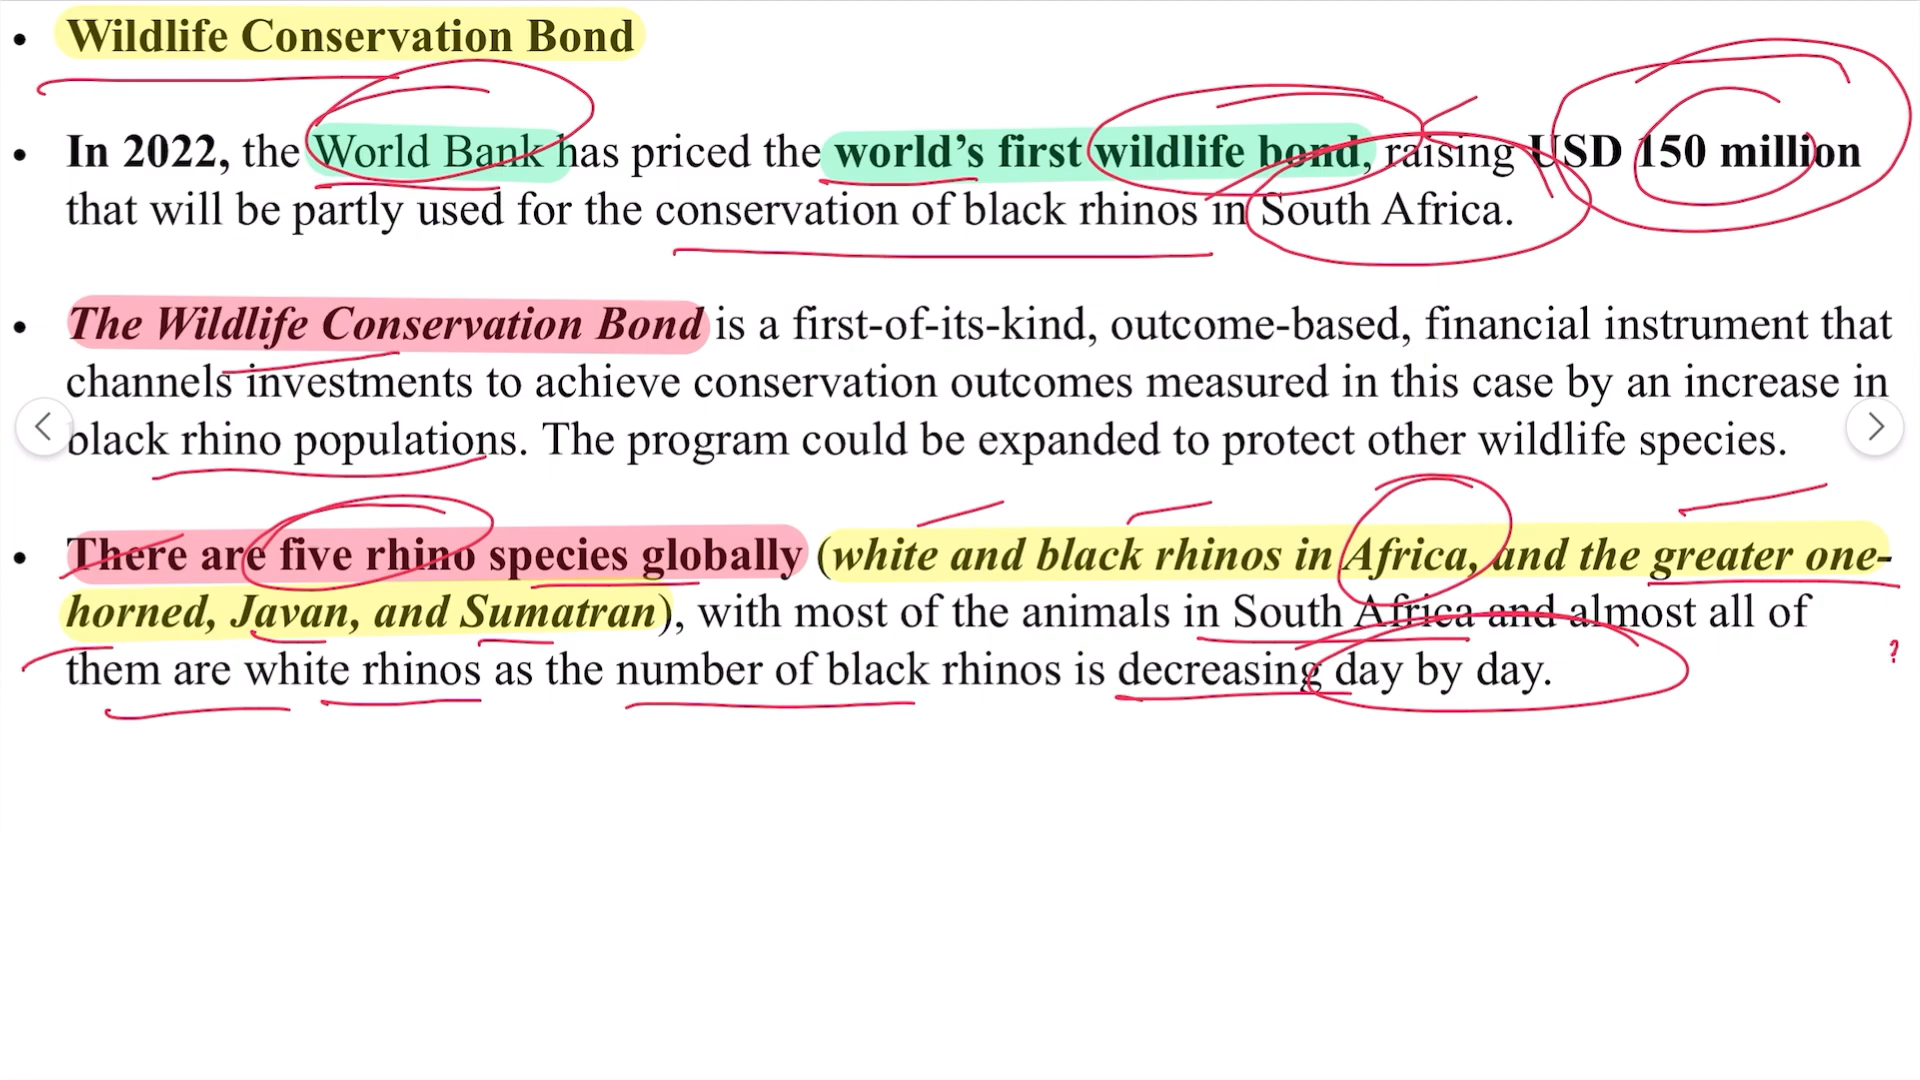 • Wildlife Conservation Bond
• In 2022, the World Bank has priced the world’s first wildlife bond, raising USD 150 million
that will be partly used for the conservation of black rhinos in South Africa.
• The Wildlife Conservation Bond is a first-of-its-kind, outcome-based, financial instrument that
channels investments to achieve conservation outcomes measured in this case by an increase in
black rhino populations. The program could be expanded to protect other wildlife species.
• There are five rhino species globally (white and black rhinos in Africa, and the greater one-
horned, Javan, and Sumatran), with most of the animals in South Africa and almost all of
them are white rhinos as the number of black rhinos is decreasing day by day.
?